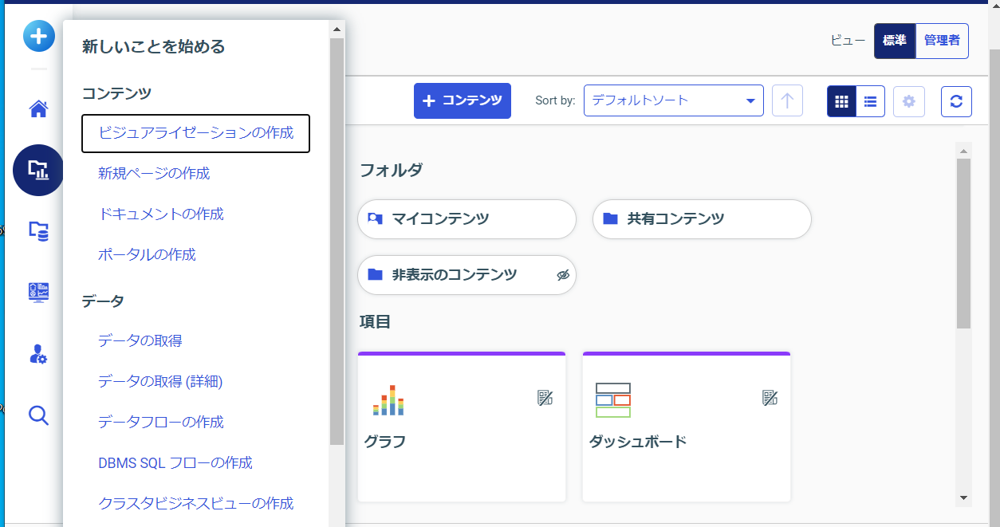 新しいことを始める
コンテンツ
ビジュアライゼーションの作成
新規ページの作成
ドキュメントの作成
ポータルの作成
データ
データの取得
データの取得 (詳細)
データフローの作成
DBMS SQL フローの作成
クラスタビジネスビューの作成
ビュー
標準
管理者
+ コンテンツ
Sort by:
デフォルトソート
フォルダ
マイコンテンツ
共有コンテンツ
非表示のコンテンツ
項目
グラフ
ダッシュボード